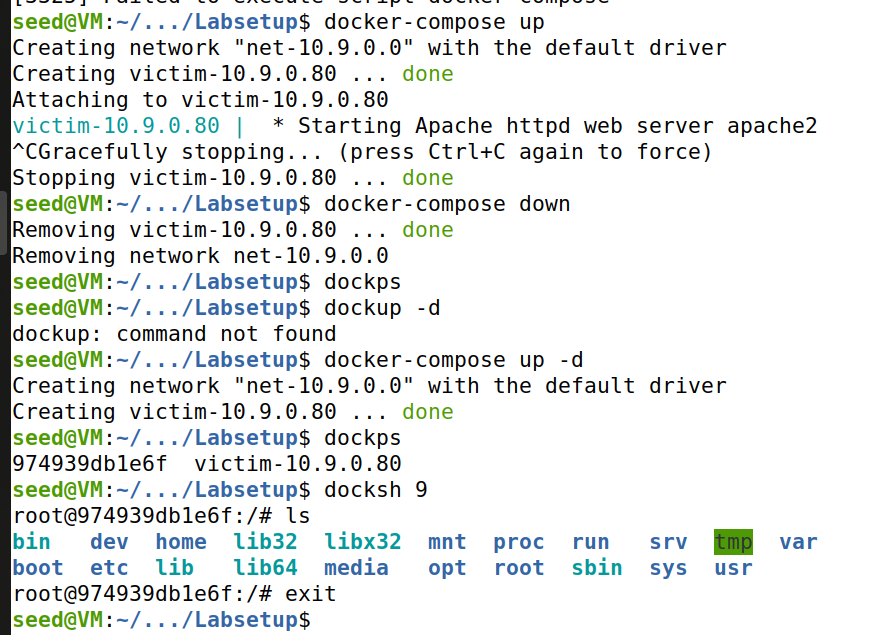 seed@VM:~/.../Labsetup$ docker-compose up
Creating network "net-10.9.0.0" with the default driver
Creating victim-10.9.0.80 ... done
Attaching to victim-10.9.0.80
victim-10.9.0.80 |  * Starting Apache httpd web server apache2
^CGracefully stopping... (press Ctrl+C again to force)
Stopping victim-10.9.0.80 ... done
seed@VM:~/.../Labsetup$ docker-compose down
Removing victim-10.9.0.80 ... done
Removing network net-10.9.0.0
seed@VM:~/.../Labsetup$ dockps
seed@VM:~/.../Labsetup$ dockup -d
dockup: command not found
seed@VM:~/.../Labsetup$ docker-compose up -d
Creating network "net-10.9.0.0" with the default driver
Creating victim-10.9.0.80 ... done
seed@VM:~/.../Labsetup$ dockps
974939db1e6f  victim-10.9.0.80
seed@VM:~/.../Labsetup$ docksh 9
root@974939db1e6f:/# ls
bin   dev  home  lib32  libx32  mnt  proc  run   srv  tmp  var
boot  etc  lib   lib64  media   opt  root  sbin  sys  usr
root@974939db1e6f:/# exit
seed@VM:~/.../Labsetup$